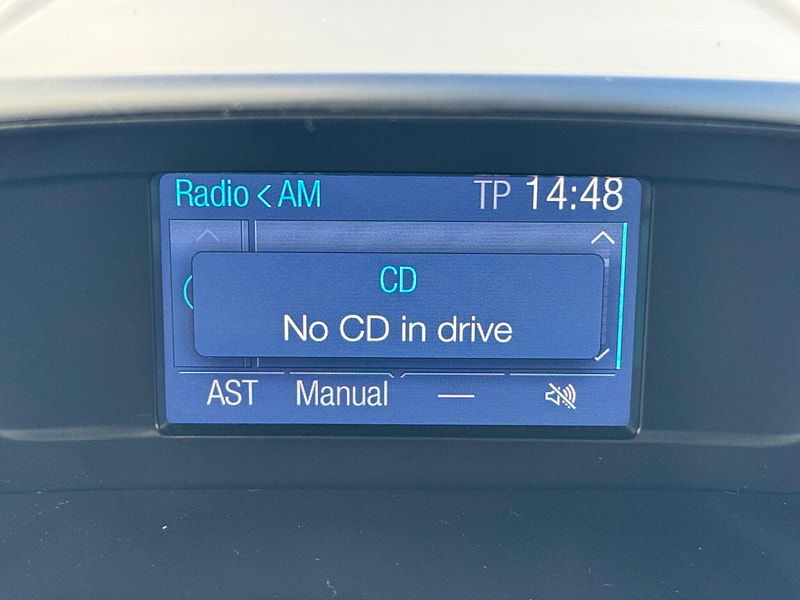 Radio < AM TP 14:48
CD
No CD in drive
AST Manual —